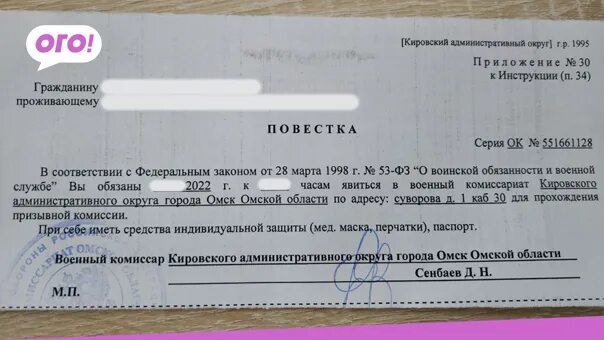 ОГО!
[Кировский административный округ] г.р. 1995
Приложение № 30
к Инструкции (п. 34)
Гражданину
проживающему
ПОВЕСТКА
Серия ОК № 551661128
В соответствии с Федеральным законом от 28 марта 1998 г. № 53-ФЗ "О воинской обязанности и военной
службе" Вы обязаны 2022 г. к часам явиться в военный комиссариат Кировского
административного округа города Омск Омской области по адресу: суворова д. 1 каб 30 для прохождения
призывной комиссии.
При себе иметь средства индивидуальной защиты (мед. маска, перчатки), паспорт.
Военный комиссар Кировского административного округа города Омск Омской области
Сенбаев Д. Н.
М.П.